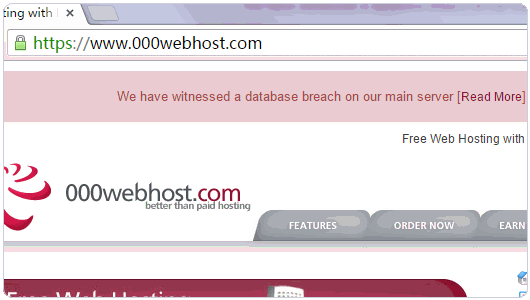 ting with
https://www.000webhost.com
We have witnessed a database breach on our main server [Read More]
Free Web Hosting with
000webhost.com
better than paid hosting
FEATURES
ORDER NOW
EARN
Free Web Hosting